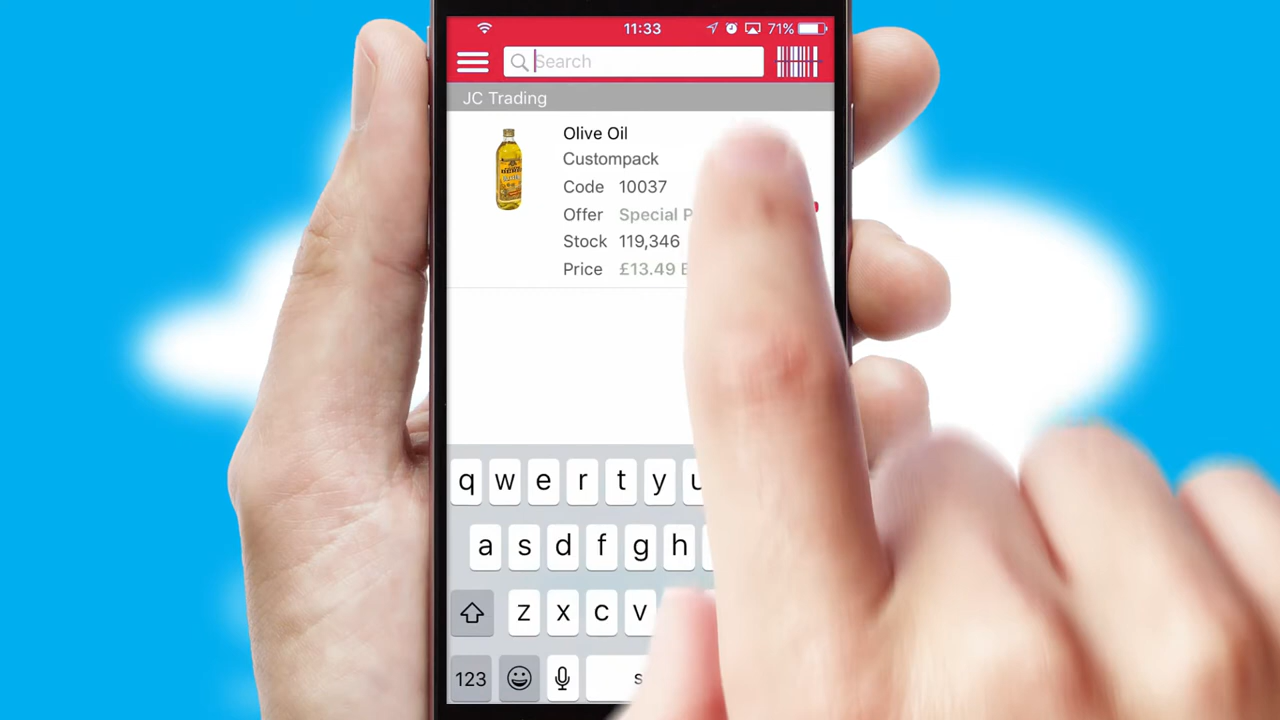 11:33
71%
Search
JC Trading
Olive Oil
Custompack
Code 10037
Offer Special
Stock 119,346
Price £13.49
q w e r t y
a s d f g h
z x c v
123